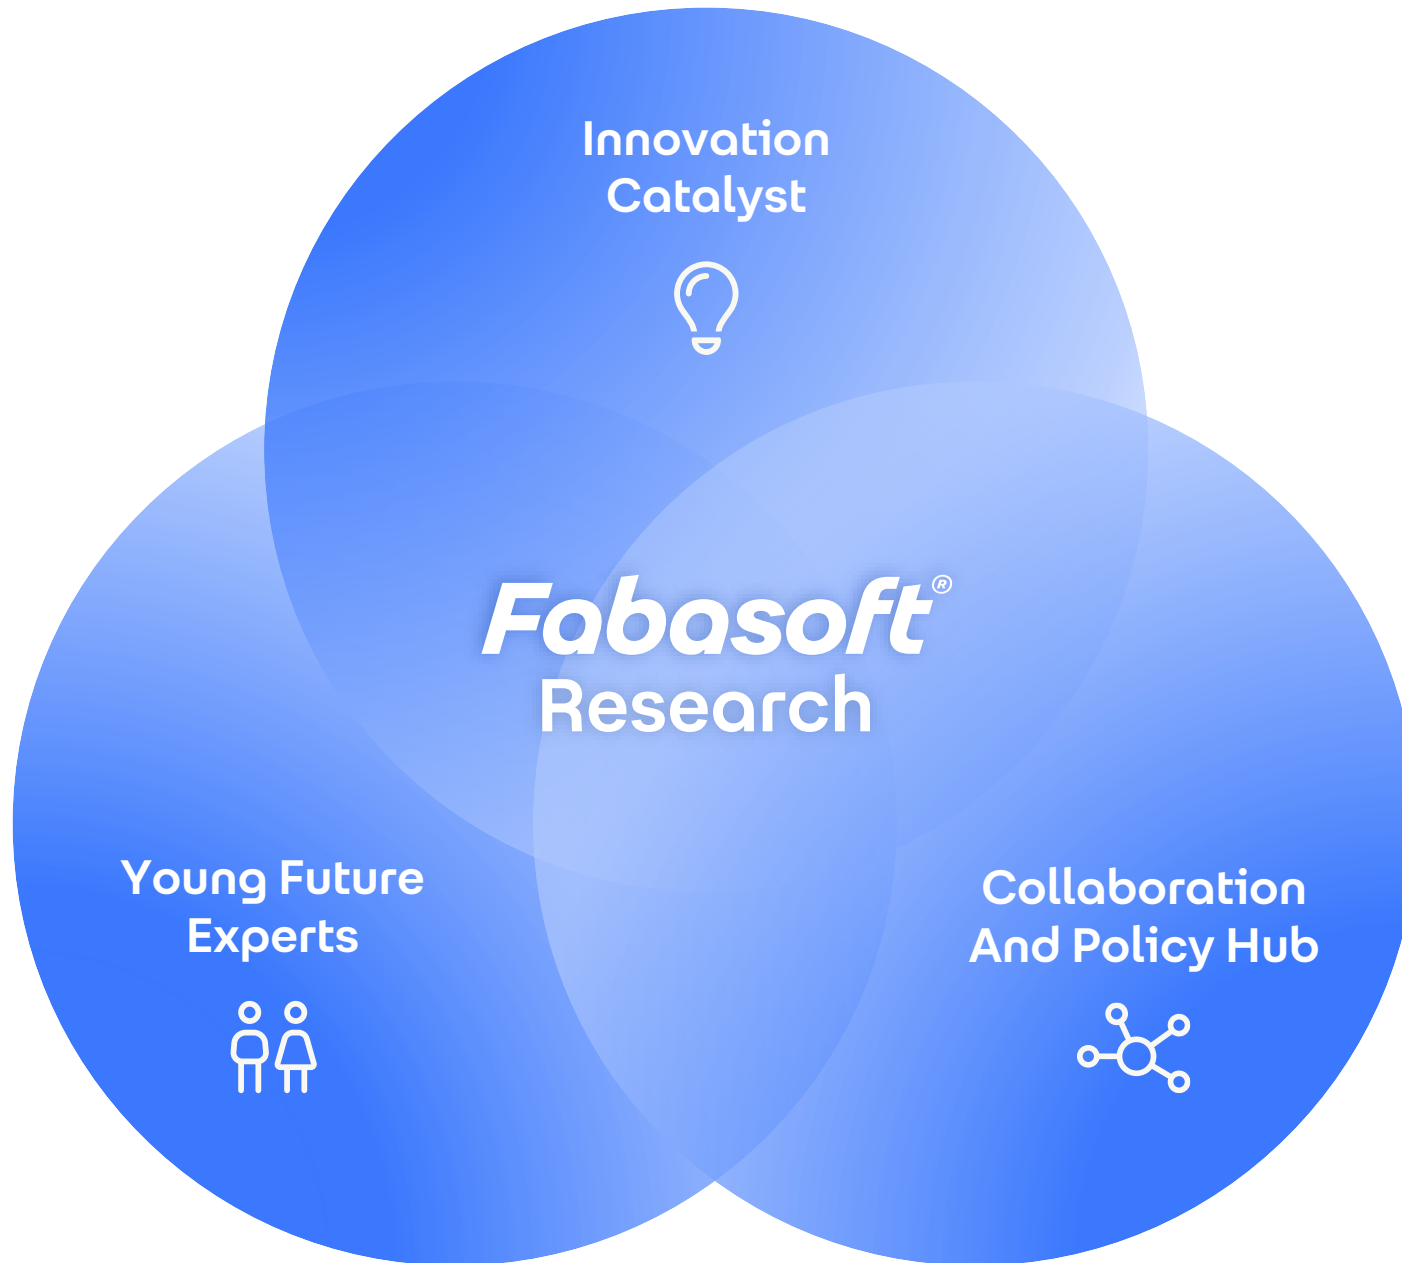 Innovation
Catalyst
Fabasoft®
Research
Young Future
Experts
Collaboration
And Policy Hub